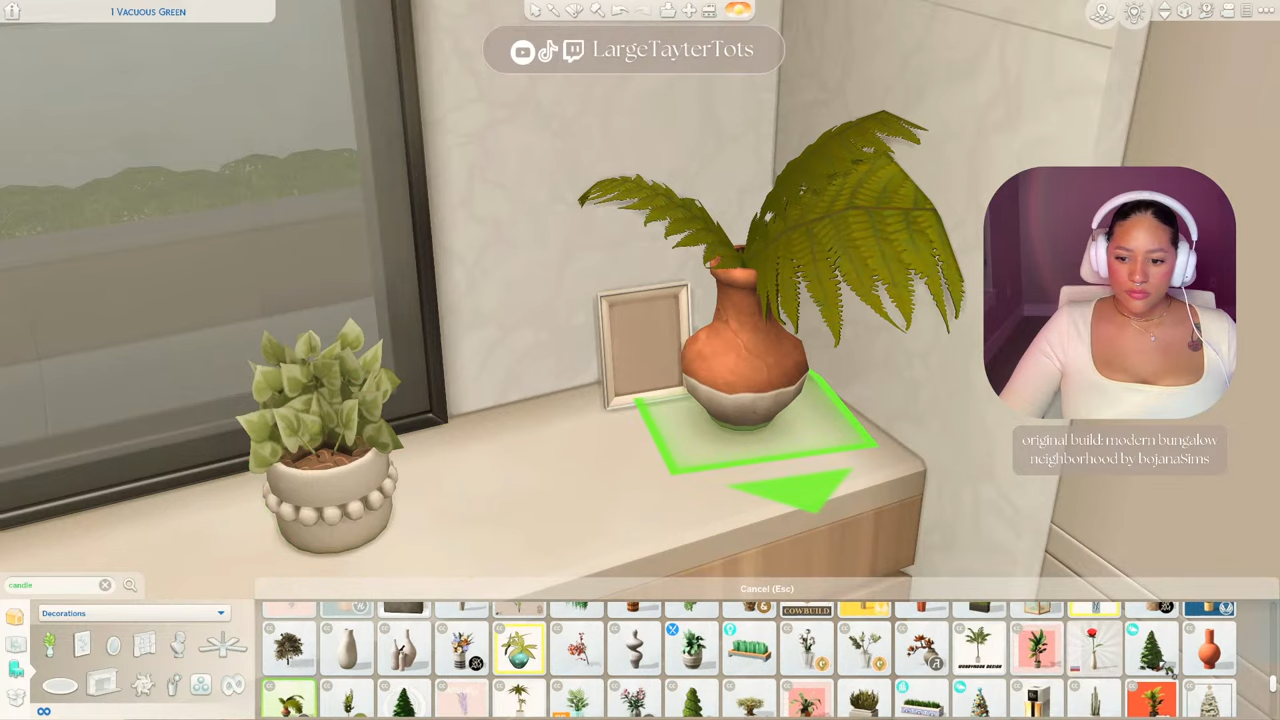 1 Vacuous Green
LargeTayterTots
original build: modern bungalow
neighborhood by bojanaSims
Cancel (Esc)
candle
Decorations
COWBUILD